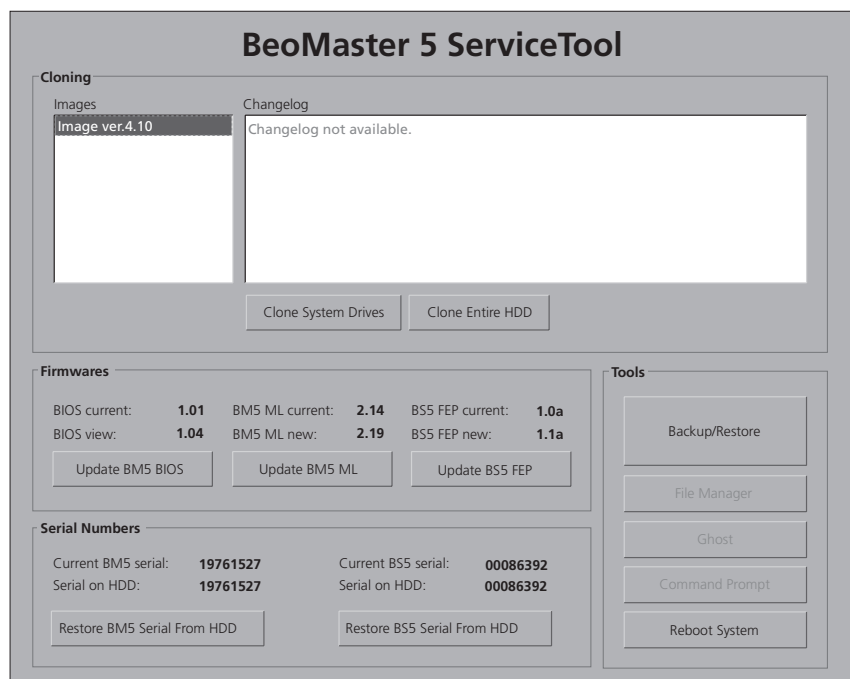 BeoMaster 5 ServiceTool
Cloning
Images
Changelog
Image ver.4.10
Changelog not available.
Clone System Drives
Clone Entire HDD
Firmwares
BIOS current: 1.01 BM5 ML current: 2.14 BS5 FEP current: 1.0a
BIOS view: 1.04 BM5 ML new: 2.19 BS5 FEP new: 1.1a
Update BM5 BIOS
Update BM5 ML
Update BS5 FEP
Serial Numbers
Current BM5 serial: 19761527 Current BS5 serial: 00086392
Serial on HDD: 19761527 Serial on HDD: 00086392
Restore BM5 Serial From HDD
Restore BS5 Serial From HDD
Tools
Backup/Restore
File Manager
Ghost
Command Prompt
Reboot System